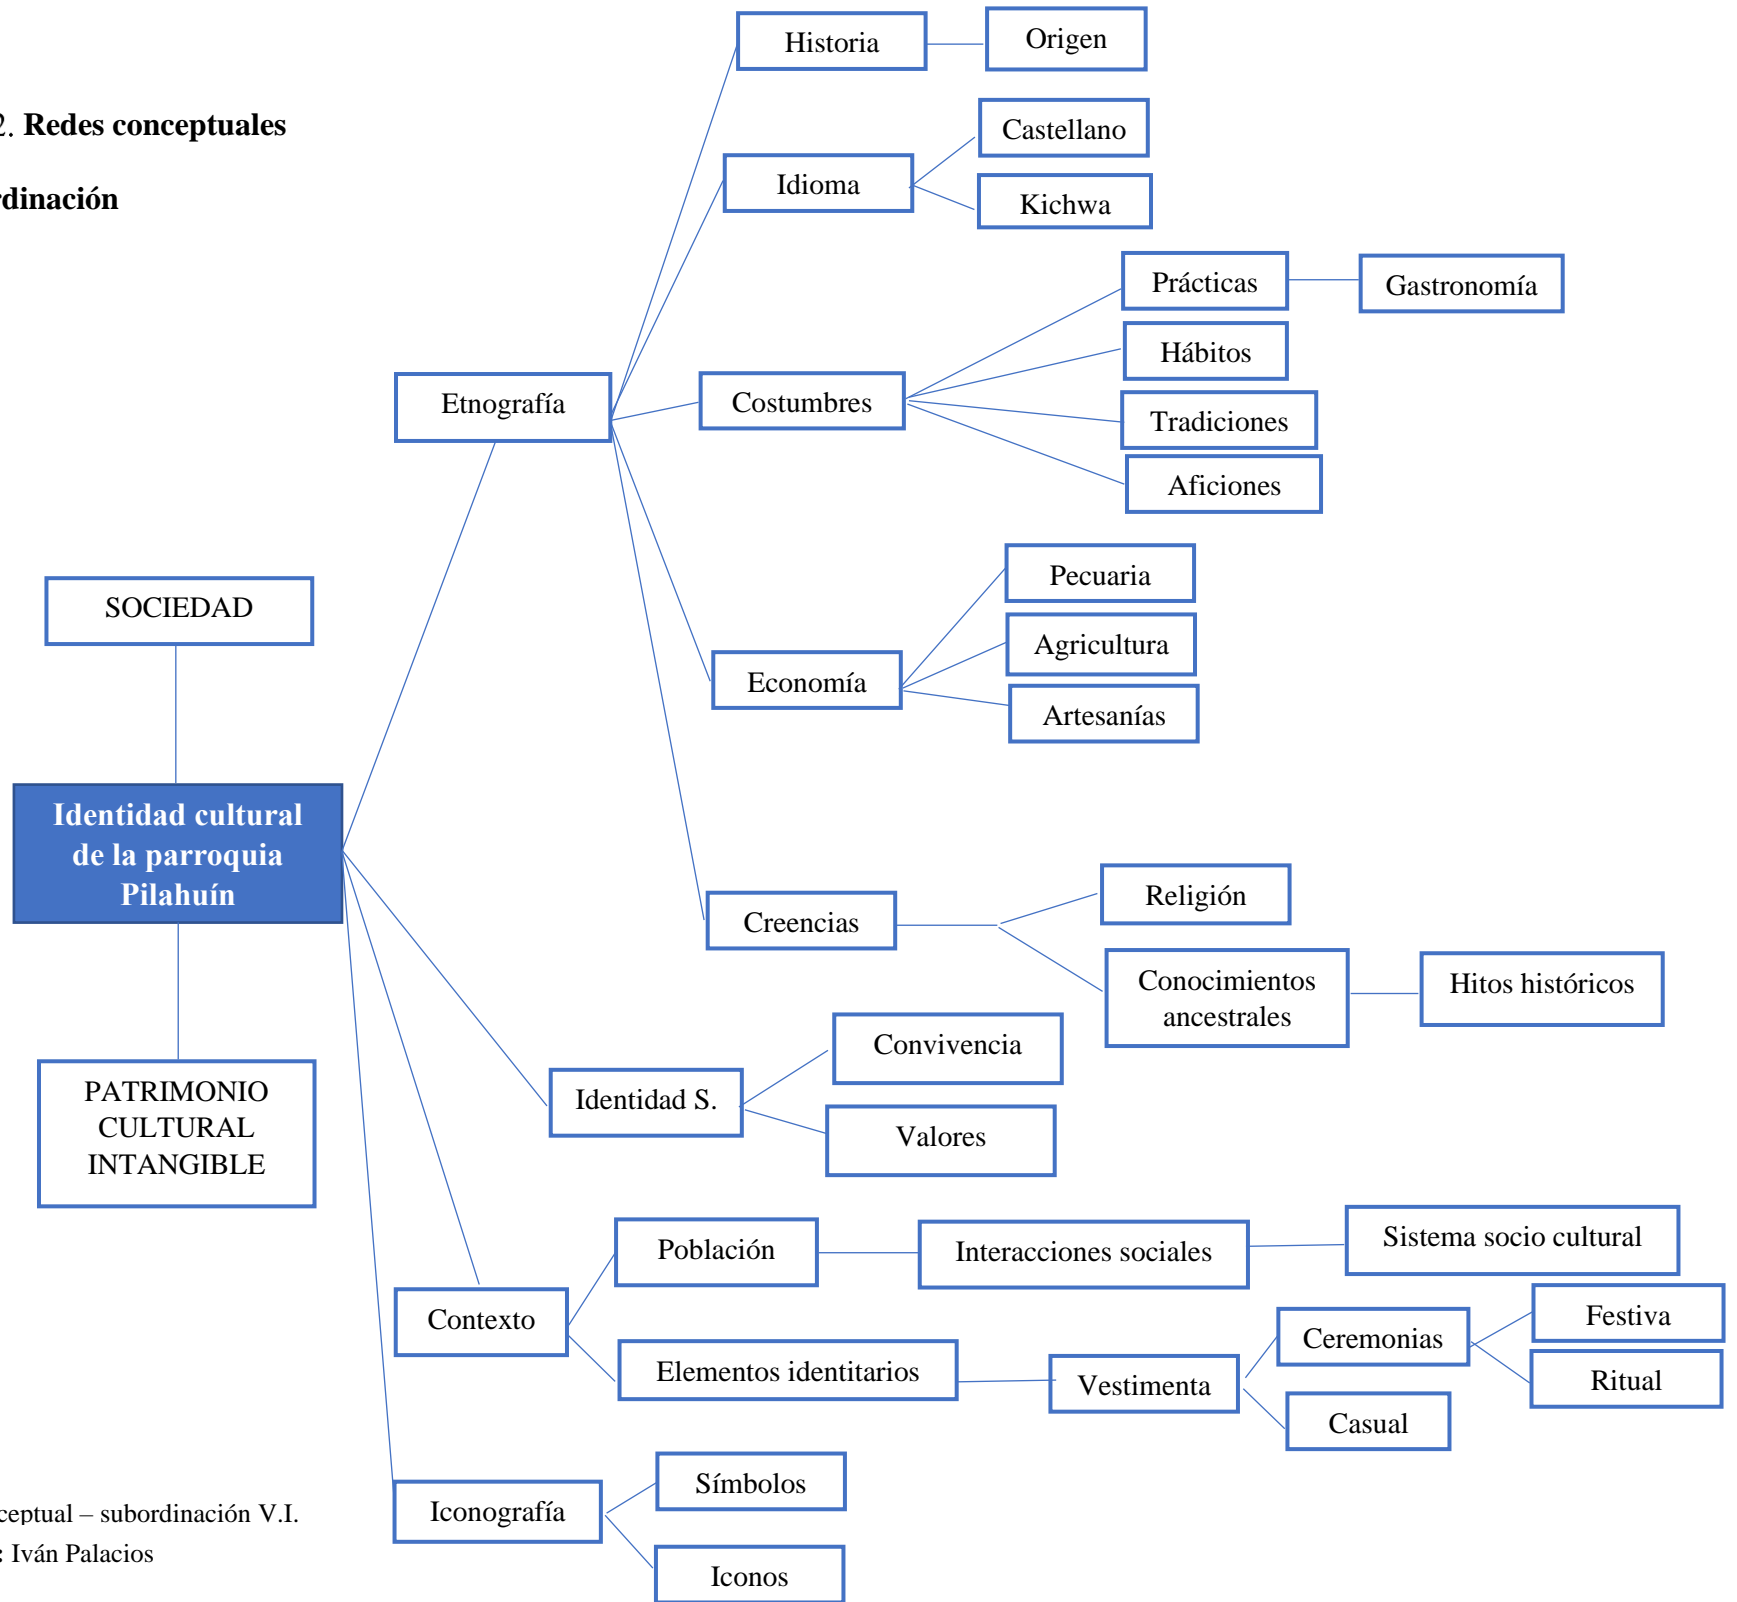 2. Redes conceptuales
rdinación
Historia
Origen
Idioma
Castellano
Kichwa
Etnografía
Costumbres
Prácticas
Gastronomía
Hábitos
Tradiciones
Aficiones
Economía
Pecuaria
Agricultura
Artesanías
SOCIEDAD
Identidad cultural
de la parroquia
Pilahuín
PATRIMONIO
CULTURAL
INTANGIBLE
Creencias
Religión
Conocimientos
ancestrales
Hitos históricos
Identidad S.
Convivencia
Valores
Contexto
Población
Interacciones sociales
Sistema socio cultural
Elementos identitarios
Vestimenta
Ceremonias
Festiva
Ritual
Casual
Iconografía
Símbolos
Iconos
ceptual – subordinación V.I.
: Iván Palacios